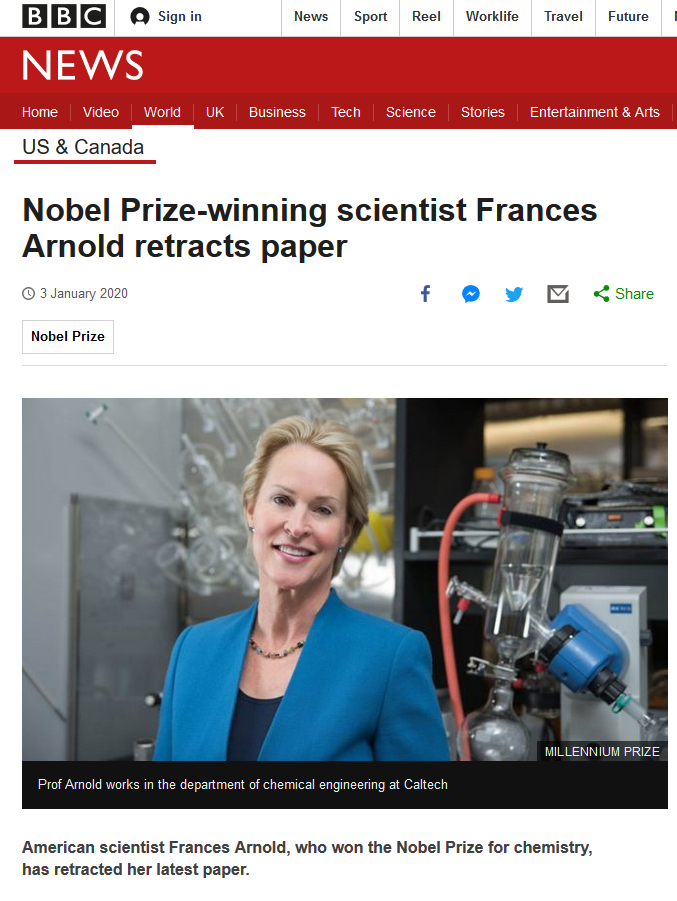 BBC Sign in News Sport Reel Worklife Travel Future
NEWS
Home Video World UK Business Tech Science Stories Entertainment & Arts
US & Canada
Nobel Prize-winning scientist Frances
Arnold retracts paper
3 January 2020 Share
Nobel Prize
MILLENNIUM PRIZE
Prof Arnold works in the department of chemical engineering at Caltech
American scientist Frances Arnold, who won the Nobel Prize for chemistry,
has retracted her latest paper.